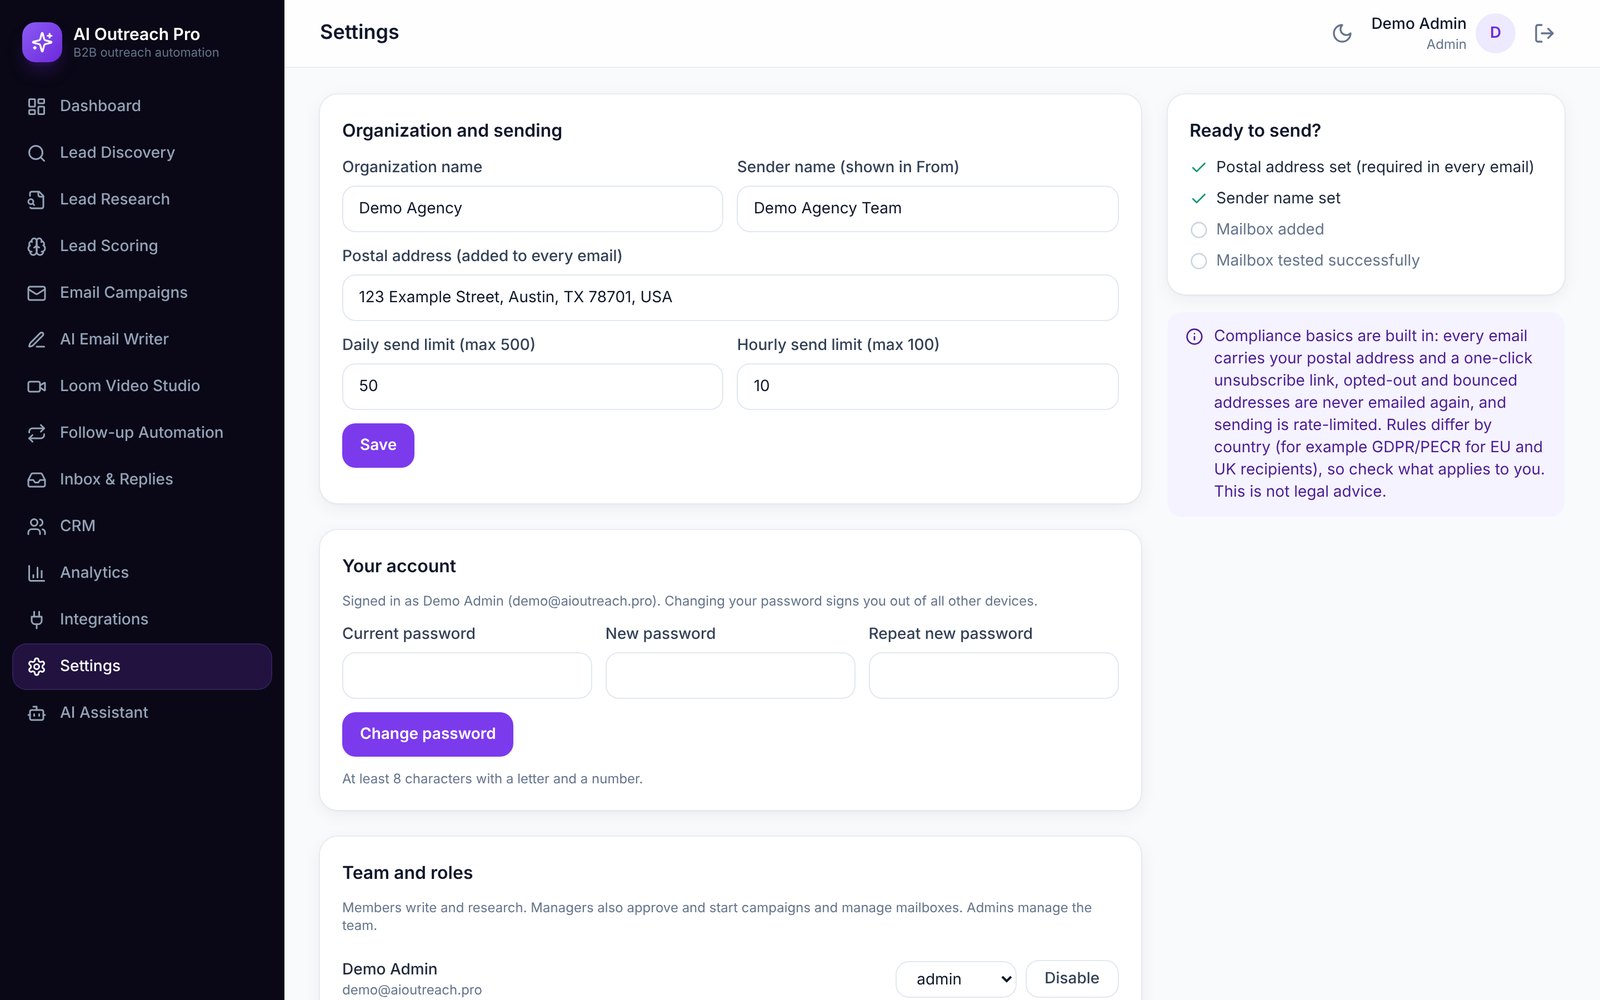 AI Outreach Pro
B2B outreach automation
Dashboard
Lead Discovery
Lead Research
Lead Scoring
Email Campaigns
AI Email Writer
Loom Video Studio
Follow-up Automation
Inbox & Replies
CRM
Analytics
Integrations
Settings
AI Assistant
Settings
Demo Admin
Admin
D
Organization and sending
Organization name
Sender name (shown in From)
Demo Agency
Demo Agency Team
Postal address (added to every email)
123 Example Street, Austin, TX 78701, USA
Daily send limit (max 500)
Hourly send limit (max 100)
50
10
Save
Your account
Signed in as Demo Admin (demo@aioutreach.pro). Changing your password signs you out of all other devices.
Current password
New password
Repeat new password
Change password
At least 8 characters with a letter and a number.
Team and roles
Members write and research. Managers also approve and start campaigns and manage mailboxes. Admins manage the
team.
Demo Admin
demo@aioutreach.pro
admin
Disable
Ready to send?
Postal address set (required in every email)
Sender name set
Mailbox added
Mailbox tested successfully
Compliance basics are built in: every email
carries your postal address and a one-click
unsubscribe link, opted-out and bounced
addresses are never emailed again, and
sending is rate-limited. Rules differ by
country (for example GDPR/PECR for EU and
UK recipients), so check what applies to you.
This is not legal advice.